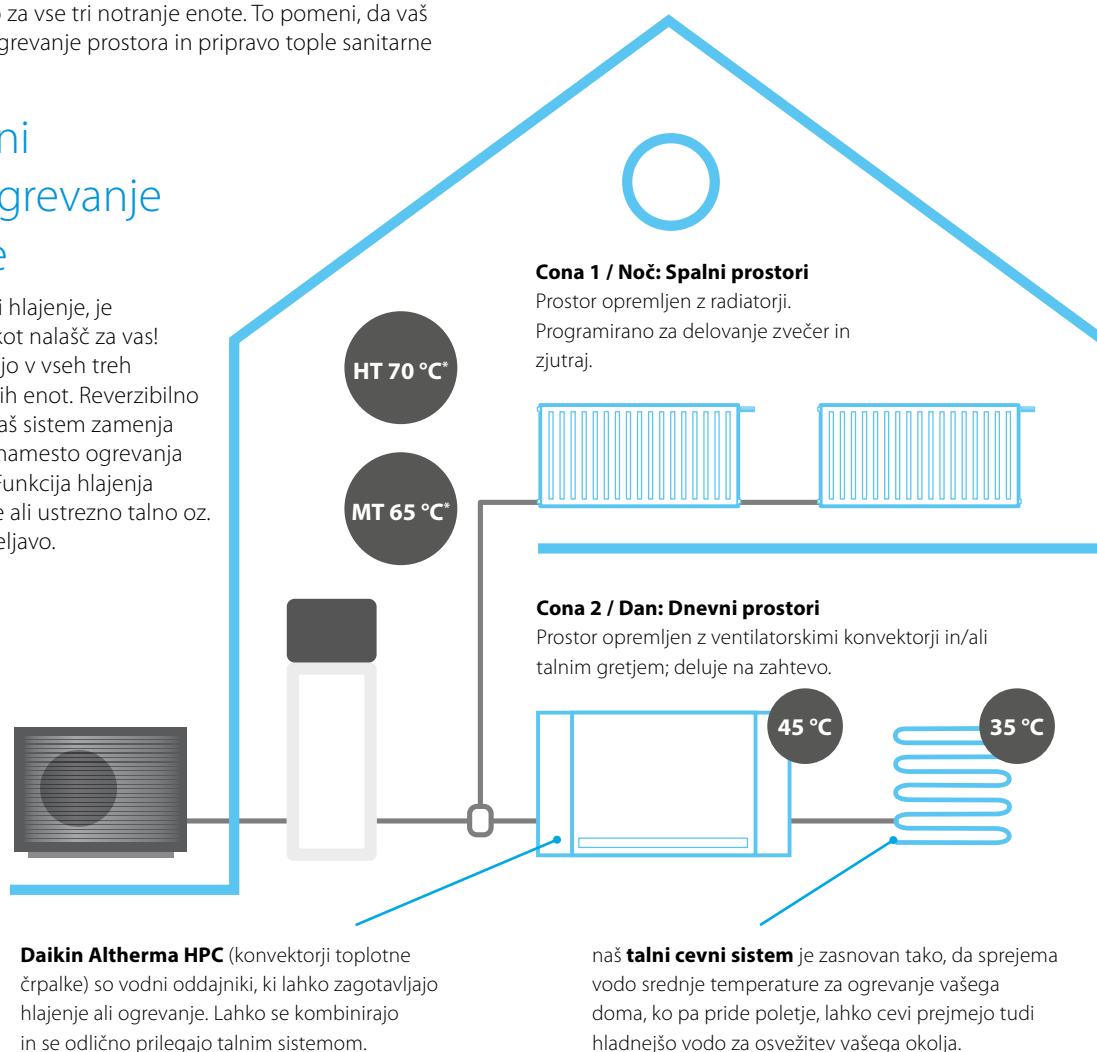 za vse tri notranje enote. To pomeni, da vaš
grevanje prostora in pripravo tople sanitarne
ni
grevanje
e
i hlajenje, je
kot nalašč za vas!
jo v vseh treh
ih enot. Reverzibilno
aš sistem zamenja
namesto ogrevanja
Funkcija hlajenja
e ali ustrezno talno oz.
eljavo.
HT 70 °C*
MT 65 °C*
Cona 1 / Noč: Spalni prostori
Prostor opremljen z radiatorji.
Programirano za delovanje zvečer in
zjutraj.
Cona 2 / Dan: Dnevni prostori
Prostor opremljen z ventilatorskimi konvektorji in/ali
talnim gretjem; deluje na zahtevo.
45 °C
35 °C
Daikin Altherma HPC (konvektorji toplotne
črpalke) so vodni oddajniki, ki lahko zagotavljajo
hlajenje ali ogrevanje. Lahko se kombinirajo
in se odlično prilegajo talnim sistemom.
naš talni cevni sistem je zasnovan tako, da sprejema
vodo srednje temperature za ogrevanje vašega
doma, ko pa pride poletje, lahko cevi prejmejo tudi
hladnejšo vodo za osvežitev vašega okolja.